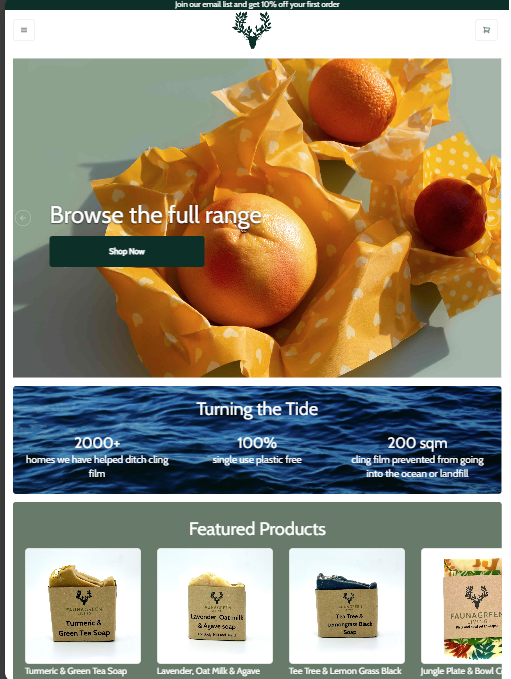 Join our email list and get 10% off your first order
Browse the full range
Shop Now
Turning the Tide
2000+
homes we have helped ditch cling
film
100%
single use plastic free
200 sqm
cling film prevented from going
into the ocean or landfill
Featured Products
FAUNAGREEN
Turmeric &
Green Tea Soap
FAUNAGREEN
Lavender, Oat milk
& Agave soap
FAUNAGREEN
Tea Tree &
Lemongrass Black
Soap
FAUNAGREEN
LIVING
Turmeric & Green Tea Soap
Lavender, Oat Milk & Agave
Tee Tree & Lemon Grass Black
Jungle Plate & Bowl C